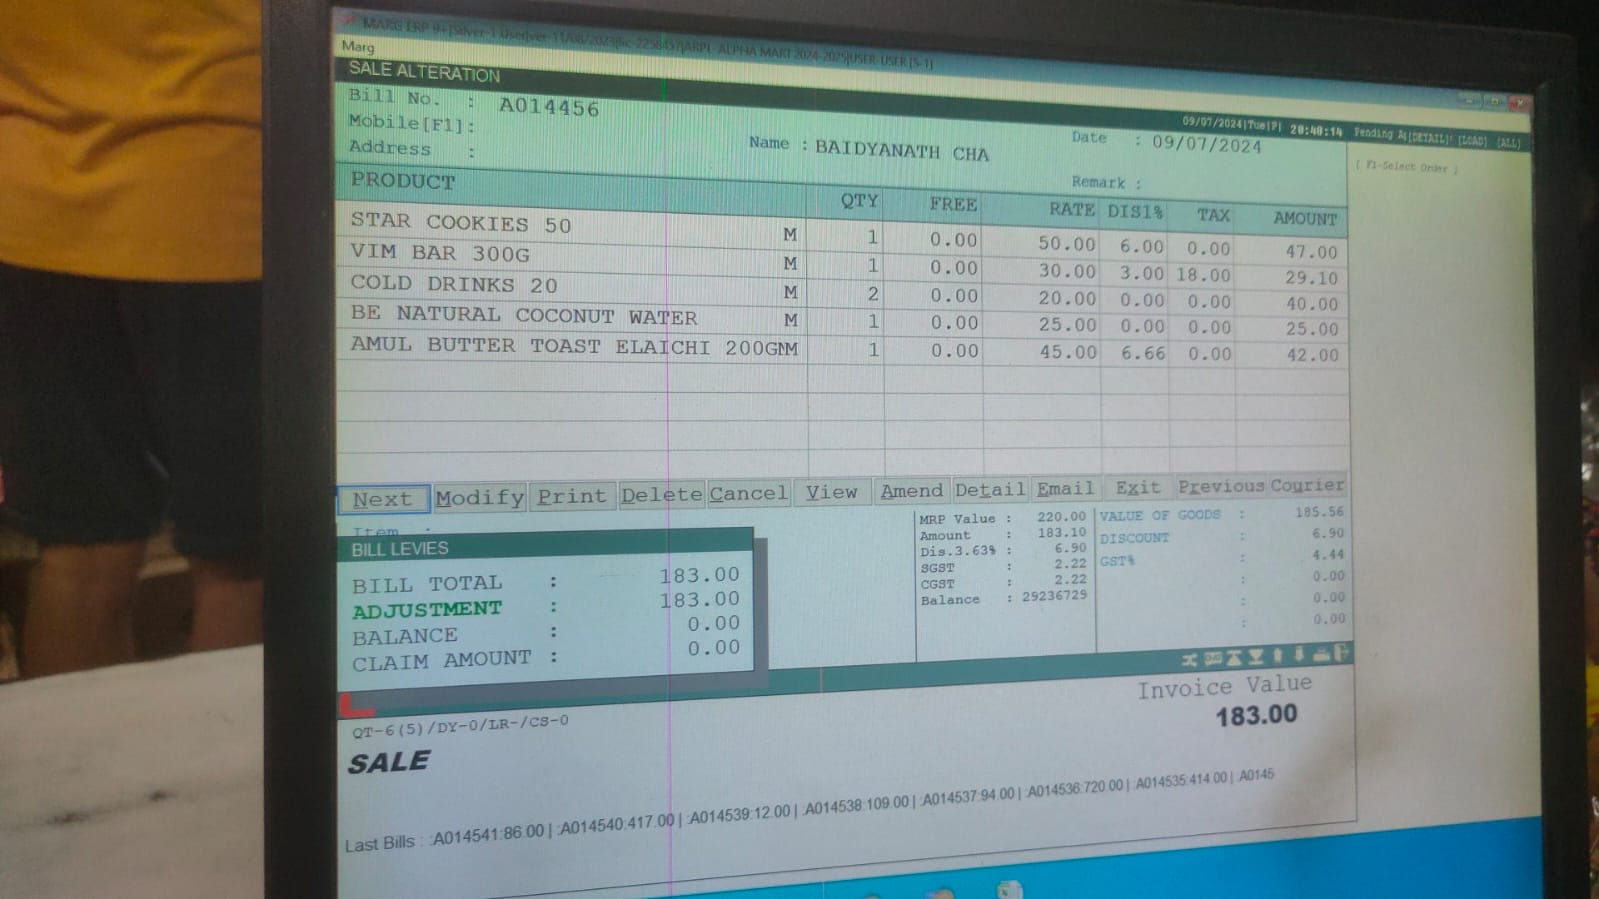 MARG ERP 9+|Silver-1 User|ver-11/08/2023|lic-2258457|ARPL- ALPHA MART 2024-2025|USER-USER.[S-1]
Marg
SALE ALTERATION
09/07/2024|Tue|P| 20:48:14 Pending A[DETAIL]! [LOAD] [ALL]
Bill No. : A014456
Mobile[F1]:
Address :
Name : BAIDYANATH CHA
Date : 09/07/2024
Remark :
[ F1-Select Order ]
PRODUCT QTY FREE RATE DIS1% TAX AMOUNT
STAR COOKIES 50 M 1 0.00 50.00 6.00 0.00 47.00
VIM BAR 300G M 1 0.00 30.00 3.00 18.00 29.10
COLD DRINKS 20 M 2 0.00 20.00 0.00 0.00 40.00
BE NATURAL COCONUT WATER M 1 0.00 25.00 0.00 0.00 25.00
AMUL BUTTER TOAST ELAICHI 200GM M 1 0.00 45.00 6.66 0.00 42.00
Next Modify Print Delete Cancel View Amend Detail Email Exit Previous Courier
Item :
BILL LEVIES
BILL TOTAL : 183.00
ADJUSTMENT : 183.00
BALANCE : 0.00
CLAIM AMOUNT : 0.00
MRP Value : 220.00
Amount : 183.10
Dis.3.63% : 6.90
SGST : 2.22
CGST : 2.22
Balance : 29236729
VALUE OF GOODS : 185.56
DISCOUNT : 6.90
GST% : 4.44
: 0.00
: 0.00
: 0.00
Invoice Value
183.00
QT-6(5)/DY-0/LR-/CS-0
SALE
Last Bills : :A014541:86.00 | :A014540:417.00 | :A014539:12.00 | :A014538:109.00 | :A014537:94.00 | :A014536:720.00 | :A014535:414.00 | :A0145